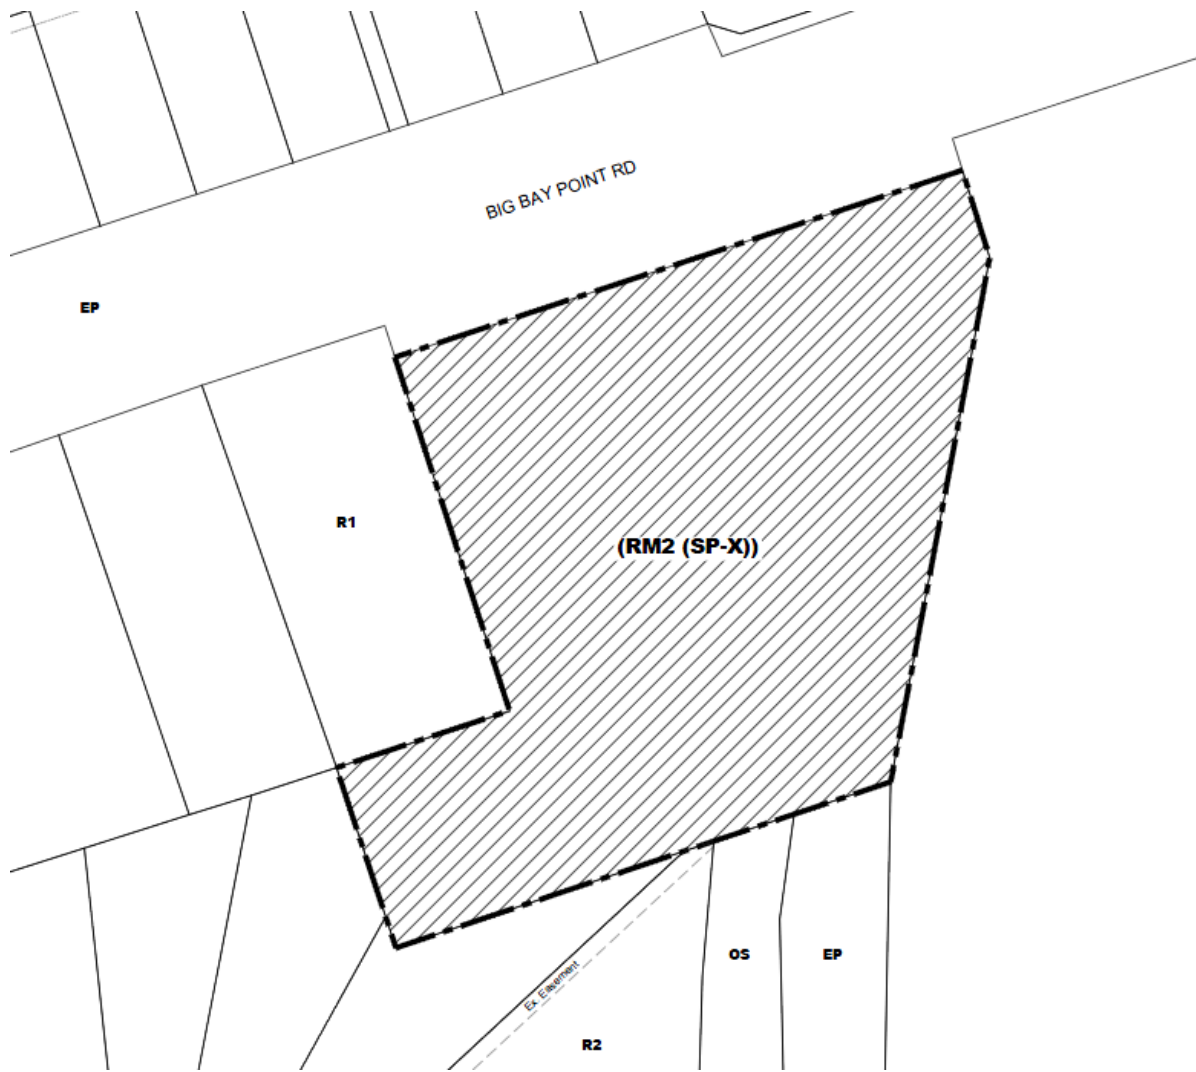 BIG BAY POINT RD
EP
R1
(RM2 (SP-X))
OS
EP
Ex. Easement
R2